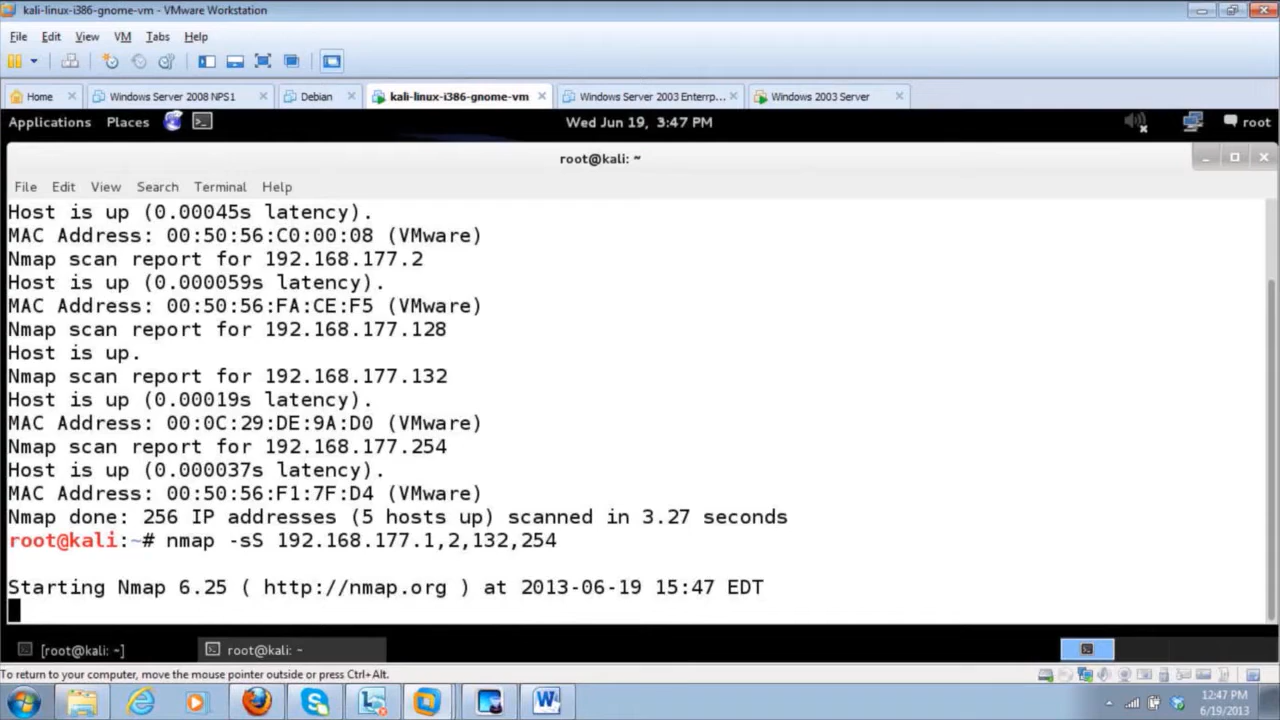 kali-linux-i386-gnome-vm - VMware Workstation
File Edit View VM Tabs Help
Home Windows Server 2008 NPS1 Debian kali-linux-i386-gnome-vm Windows Server 2003 Enterrp... Windows 2003 Server
Applications Places Wed Jun 19, 3:47 PM root
root@kali: ~
File Edit View Search Terminal Help
Host is up (0.00045s latency).
MAC Address: 00:50:56:C0:00:08 (VMware)
Nmap scan report for 192.168.177.2
Host is up (0.000059s latency).
MAC Address: 00:50:56:FA:CE:F5 (VMware)
Nmap scan report for 192.168.177.128
Host is up.
Nmap scan report for 192.168.177.132
Host is up (0.00019s latency).
MAC Address: 00:0C:29:DE:9A:D0 (VMware)
Nmap scan report for 192.168.177.254
Host is up (0.000037s latency).
MAC Address: 00:50:56:F1:7F:D4 (VMware)
Nmap done: 256 IP addresses (5 hosts up) scanned in 3.27 seconds
root@kali:~# nmap -sS 192.168.177.1,2,132,254
Starting Nmap 6.25 ( http://nmap.org ) at 2013-06-19 15:47 EDT
[root@kali: ~] root@kali: ~
To return to your computer, move the mouse pointer outside or press Ctrl+Alt.
12:47 PM
6/19/2013